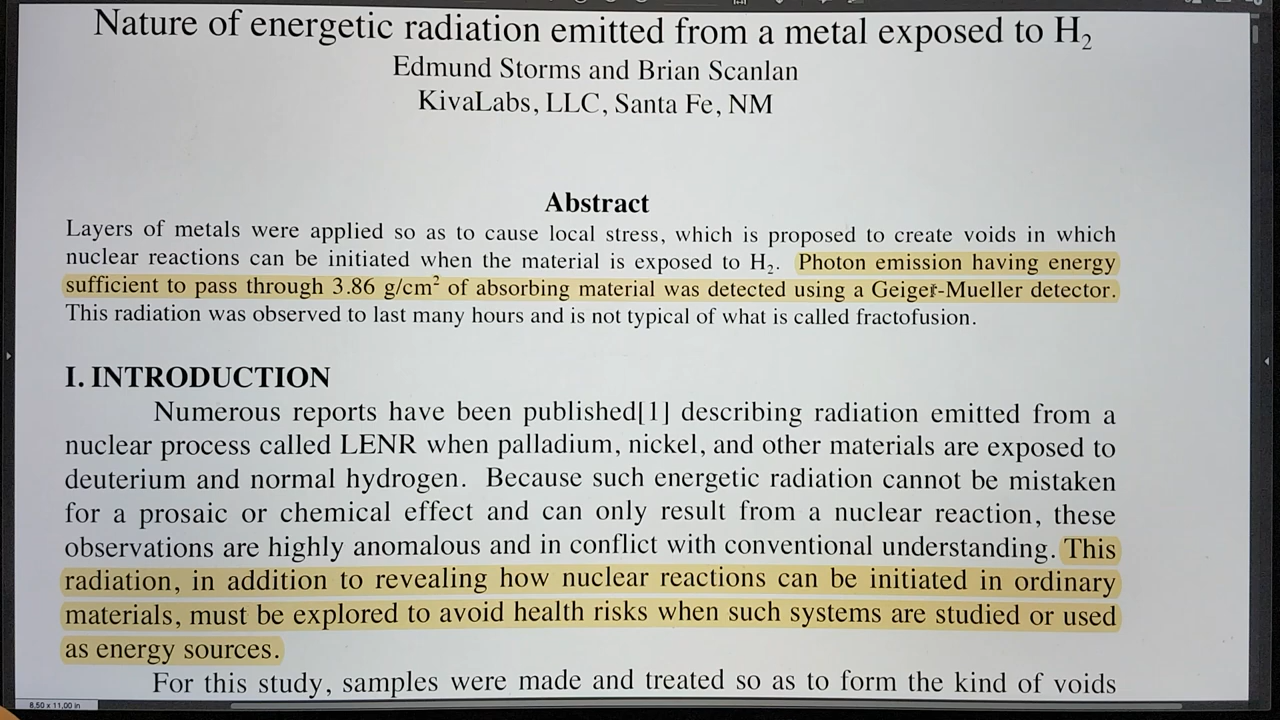 Nature of energetic radiation emitted from a metal exposed to H₂
Edmund Storms and Brian Scanlan
KivaLabs, LLC, Santa Fe, NM
Abstract
Layers of metals were applied so as to cause local stress, which is proposed to create voids in which
nuclear reactions can be initiated when the material is exposed to H₂. Photon emission having energy
sufficient to pass through 3.86 g/cm² of absorbing material was detected using a Geiger-Mueller detector.
This radiation was observed to last many hours and is not typical of what is called fractofusion.
I. INTRODUCTION
Numerous reports have been published[1] describing radiation emitted from a
nuclear process called LENR when palladium, nickel, and other materials are exposed to
deuterium and normal hydrogen. Because such energetic radiation cannot be mistaken
for a prosaic or chemical effect and can only result from a nuclear reaction, these
observations are highly anomalous and in conflict with conventional understanding. This
radiation, in addition to revealing how nuclear reactions can be initiated in ordinary
materials, must be explored to avoid health risks when such systems are studied or used
as energy sources.
For this study, samples were made and treated so as to form the kind of voids
8,50 x 11,00 in